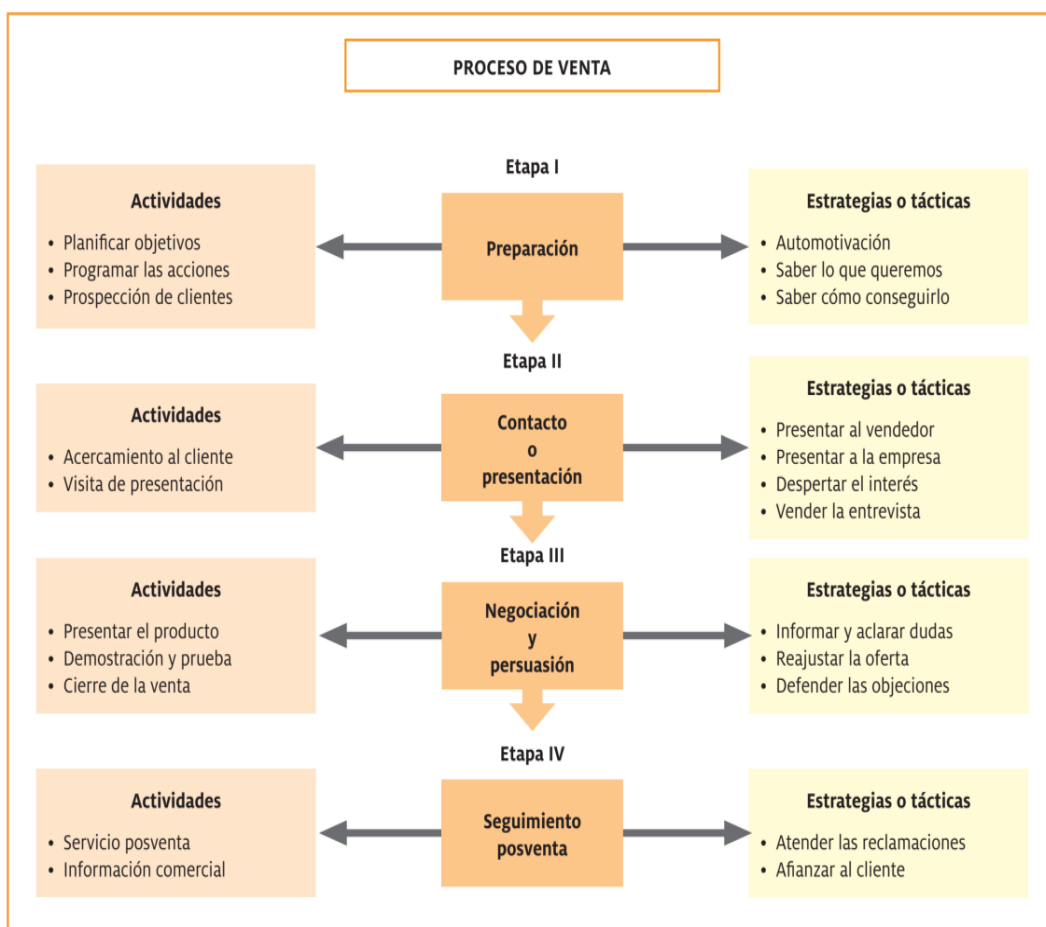 PROCESO DE VENTA
Etapa I
Actividades
• Planificar objetivos
• Programar las acciones
• Prospección de clientes
Preparación
Estrategias o tácticas
• Automotivación
• Saber lo que queremos
• Saber cómo conseguirlo
Etapa II
Actividades
• Acercamiento al cliente
• Visita de presentación
Contacto
o
presentación
Estrategias o tácticas
• Presentar al vendedor
• Presentar a la empresa
• Despertar el interés
• Vender la entrevista
Etapa III
Actividades
• Presentar el producto
• Demostración y prueba
• Cierre de la venta
Negociación
y
persuasión
Estrategias o tácticas
• Informar y aclarar dudas
• Reajustar la oferta
• Defender las objeciones
Etapa IV
Actividades
• Servicio posventa
• Información comercial
Seguimiento
posventa
Estrategias o tácticas
• Atender las reclamaciones
• Afianzar al cliente